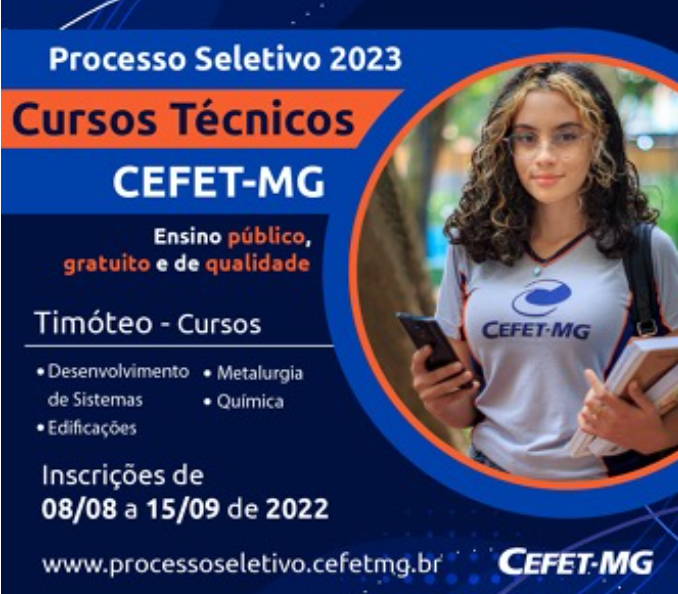 Processo Seletivo 2023
Cursos Técnicos
CEFET-MG
Ensino público,
gratuito e de qualidade
Timóteo - Cursos
• Desenvolvimento
de Sistemas
• Edificações
• Metalurgia
• Química
Inscrições de
08/08 a 15/09 de 2022
www.processoseletivo.cefetmg.br
CEFET-MG
CEFET-MG